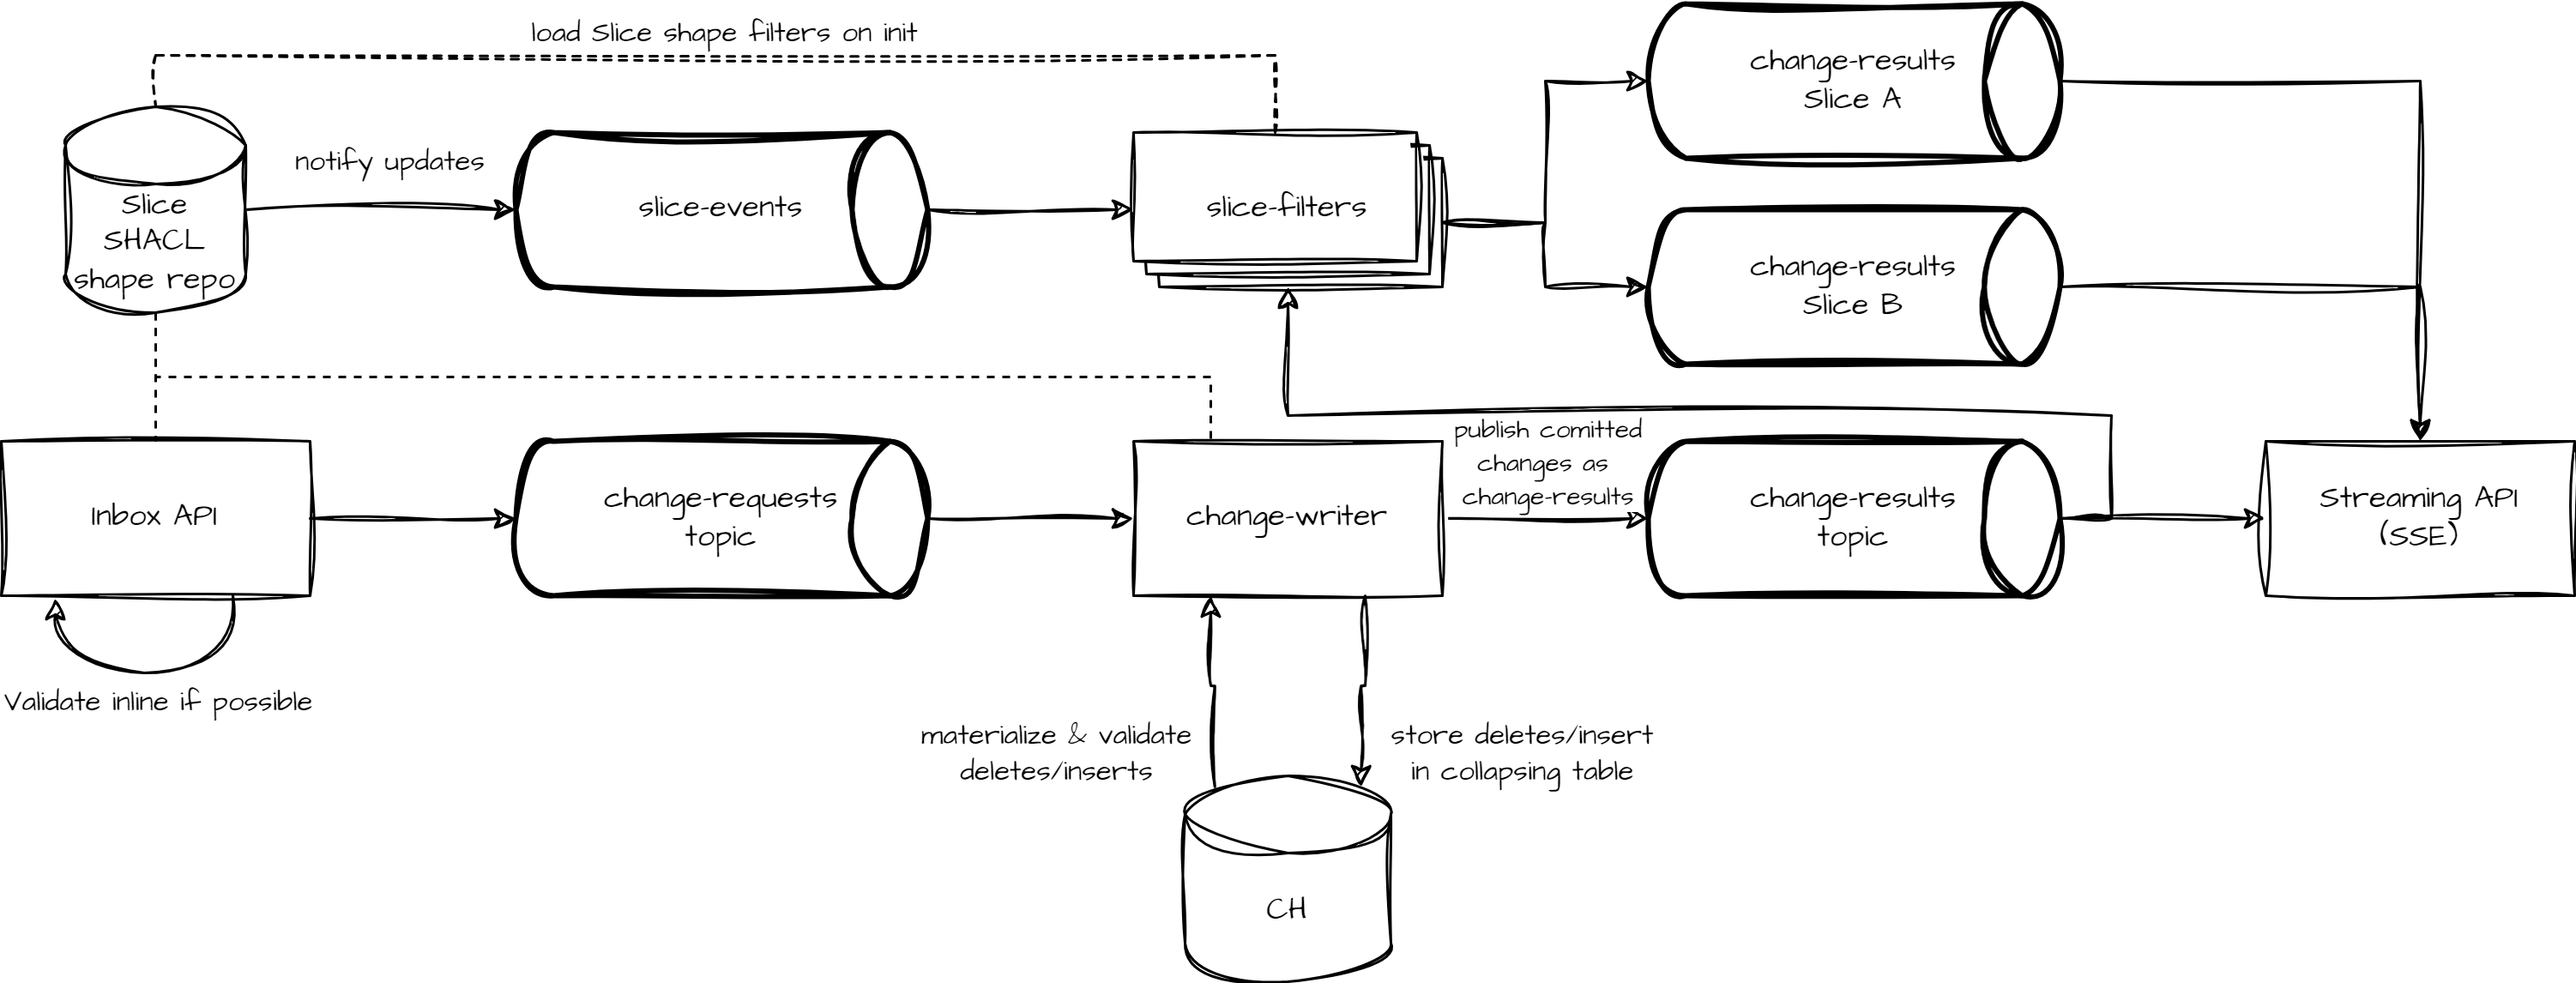 load Slice shape filters on init
change-results
Slice A
notify updates
Slice
SHACL
shape repo
slice-events
slice-filters
change-results
Slice B
publish comitted
changes as
change-results
Inbox API
change-requests
topic
change-writer
change-results
topic
Streaming API
(SSE)
Validate inline if possible
materialize & validate
deletes/inserts
store deletes/insert
in collapsing table
CH